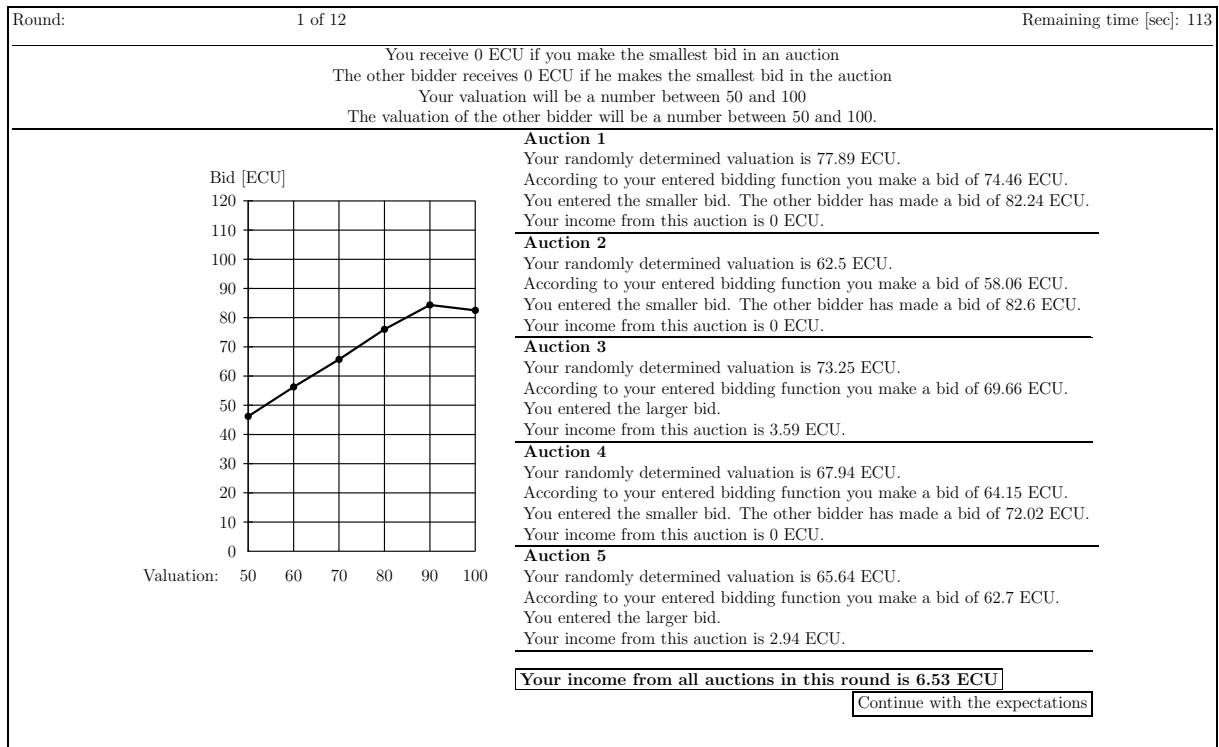 Round: 1 of 12 Remaining time [sec]: 113
You receive 0 ECU if you make the smallest bid in an auction
The other bidder receives 0 ECU if he makes the smallest bid in the auction
Your valuation will be a number between 50 and 100
The valuation of the other bidder will be a number between 50 and 100.
Bid [ECU]
120
110
100
90
80
70
60
50
40
30
20
10
0
Valuation: 50 60 70 80 90 100
Auction 1
Your randomly determined valuation is 77.89 ECU.
According to your entered bidding function you make a bid of 74.46 ECU.
You entered the smaller bid. The other bidder has made a bid of 82.24 ECU.
Your income from this auction is 0 ECU.
Auction 2
Your randomly determined valuation is 62.5 ECU.
According to your entered bidding function you make a bid of 58.06 ECU.
You entered the smaller bid. The other bidder has made a bid of 82.6 ECU.
Your income from this auction is 0 ECU.
Auction 3
Your randomly determined valuation is 73.25 ECU.
According to your entered bidding function you make a bid of 69.66 ECU.
You entered the larger bid.
Your income from this auction is 3.59 ECU.
Auction 4
Your randomly determined valuation is 67.94 ECU.
According to your entered bidding function you make a bid of 64.15 ECU.
You entered the smaller bid. The other bidder has made a bid of 72.02 ECU.
Your income from this auction is 0 ECU.
Auction 5
Your randomly determined valuation is 65.64 ECU.
According to your entered bidding function you make a bid of 62.7 ECU.
You entered the larger bid.
Your income from this auction is 2.94 ECU.
Your income from all auctions in this round is 6.53 ECU
Continue with the expectations